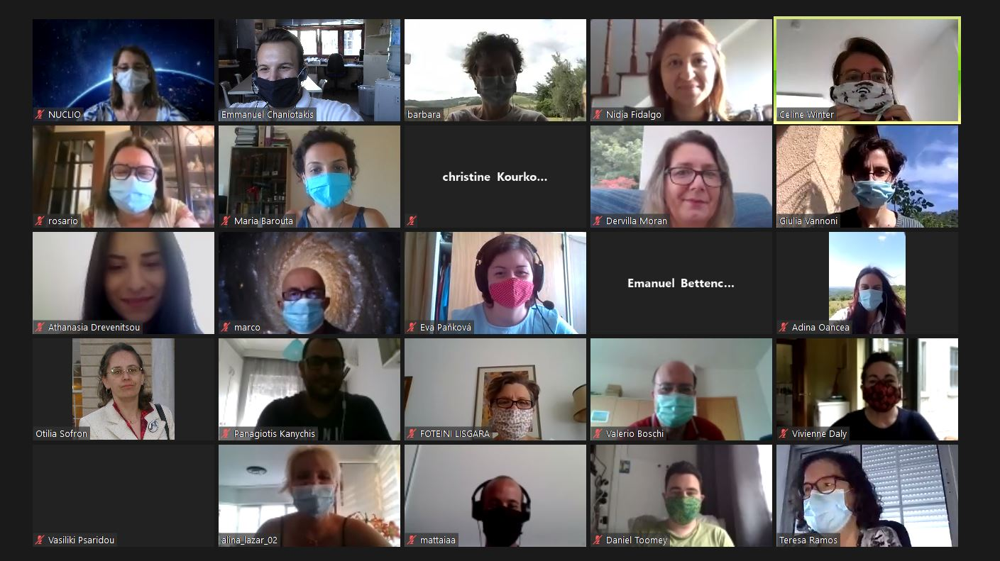 NUCLIO
Emmanuel Chaniotakis
barbara
Nídia Fidalgo
Celine Winter
rosario
Maria Barouta
christine Kourko...
Dervilla Moran
Giulia Vannoni
Athanasia Drevenitsou
marco
Eva Paňková
Emanuel Bettenc...
Adina Oancea
Otilia Sofron
Panagiotis Kanychis
FOTEINI LISGARA
Valerio Boschi
Vivienne Daly
Vasiliki Psaridou
alina_lazar_02
mattaiaa
Daniel Toomey
Teresa Ramos